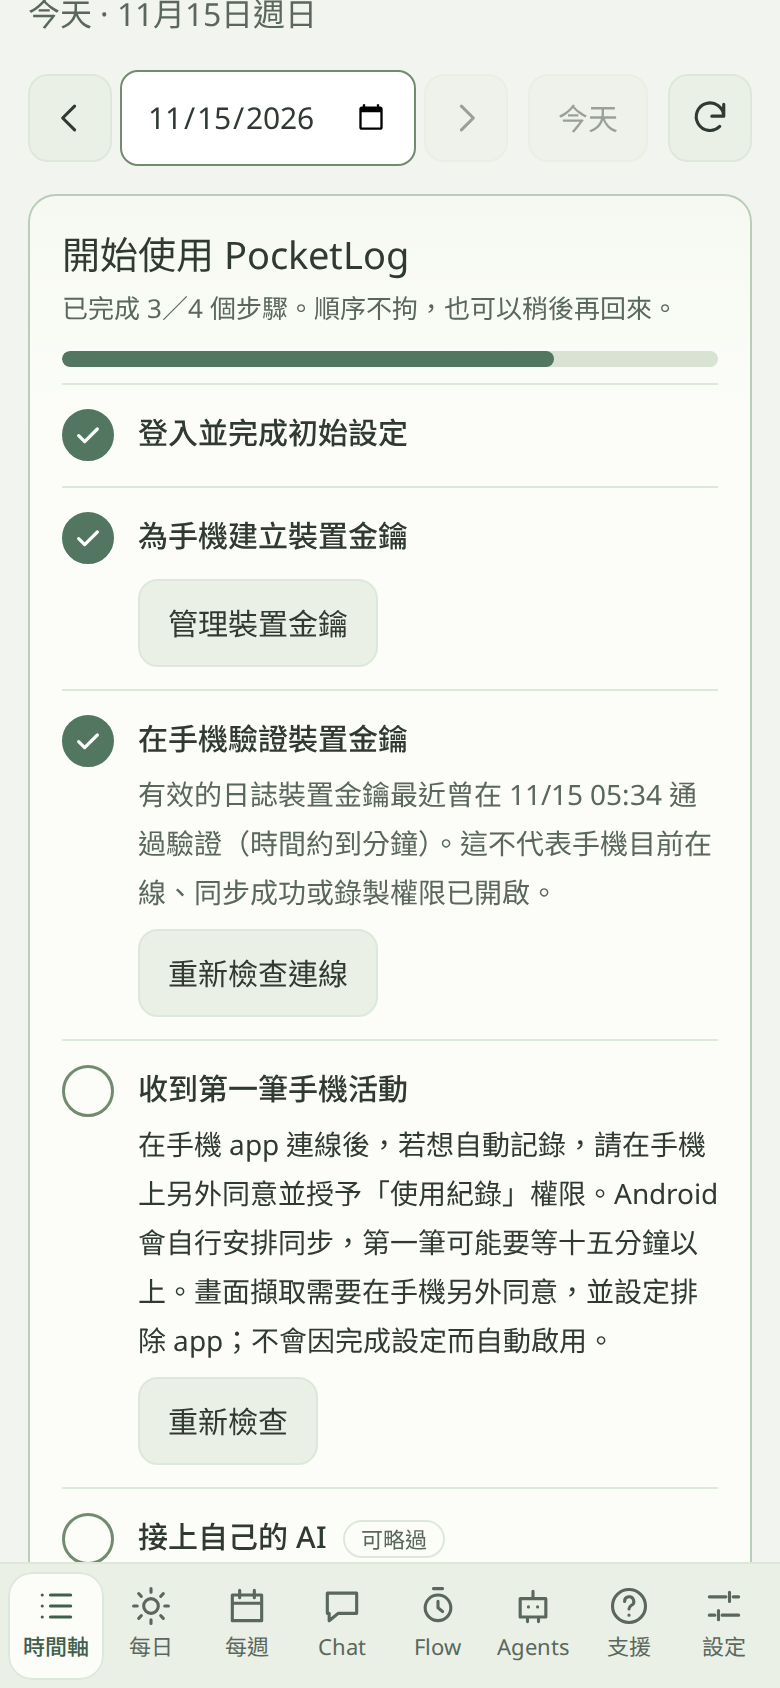 今天 · 11月15日週日
11/15/2026
今天
開始使用 PocketLog
已完成 3／4 個步驟。順序不拘，也可以稍後再回來。
登入並完成初始設定
為手機建立裝置金鑰
管理裝置金鑰
在手機驗證裝置金鑰
有效的日誌裝置金鑰最近曾在 11/15 05:34 通
過驗證（時間約到分鐘）。這不代表手機目前在
線、同步成功或錄製權限已開啟。
重新檢查連線
收到第一筆手機活動
在手機 app 連線後，若想自動記錄，請在手機
上另外同意並授予「使用紀錄」權限。Android
會自行安排同步，第一筆可能要等十五分鐘以
上。畫面擷取需要在手機另外同意，並設定排
除 app；不會因完成設定而自動啟用。
重新檢查
接上自己的 AI 可略過
時間軸 每日 每週 Chat Flow Agents 支援 設定